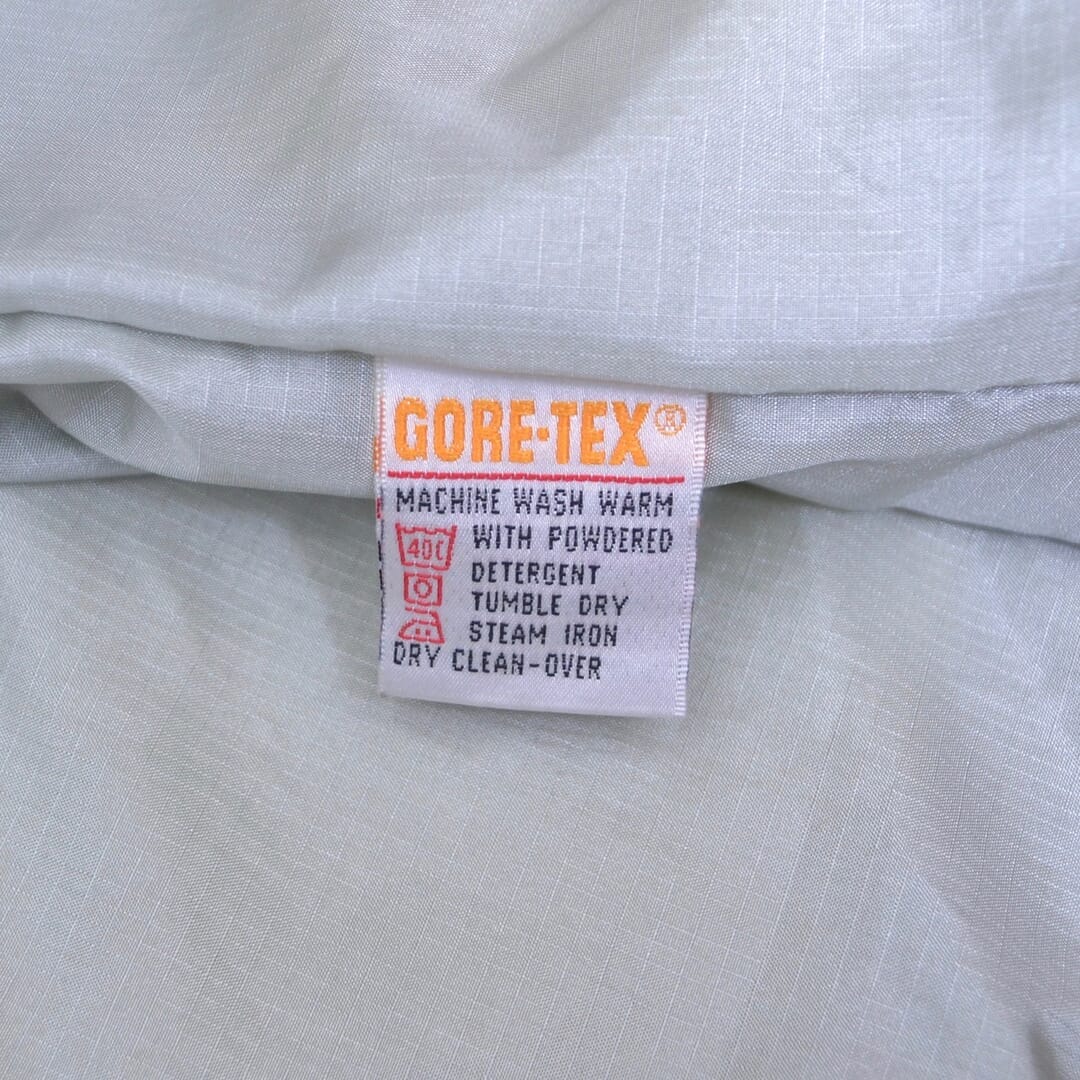 GORE-TEX®
MACHINE WASH WARM
40C WITH POWDERED
DETERGENT
TUMBLE DRY
STEAM IRON
DRY CLEAN-OVER